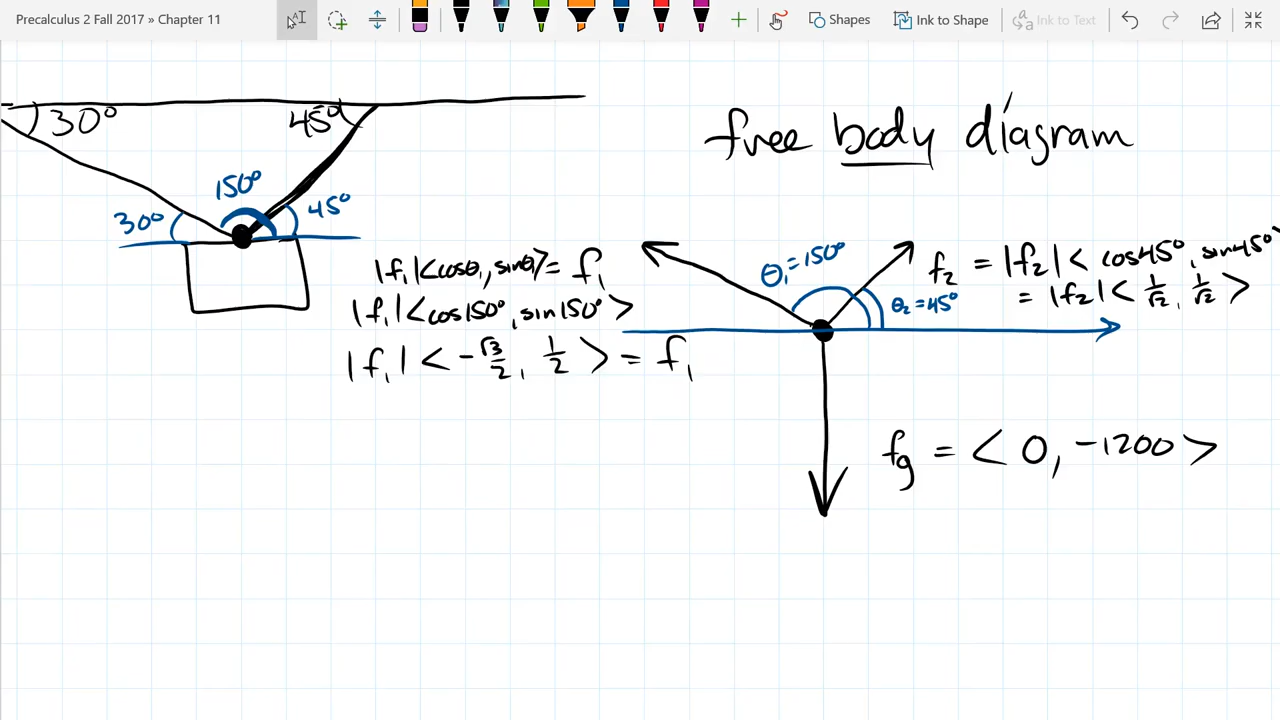 Precalculus 2 Fall 2017 » Chapter 11
Shapes
Ink to Shape
Ink to Text
30°
45°
free body diagram
150°
30°
45°
|f₁|<cosθ₁, sinθ₁> = f₁
|f₁|<cos150°, sin150°>
|f₁|<-√3/2, 1/2> = f₁
θ₁=150°
θ₂=45°
f₂ = |f₂|<cos45°, sin45°>
= |f₂|<1/√2, 1/√2>
fg = <0, -1200>